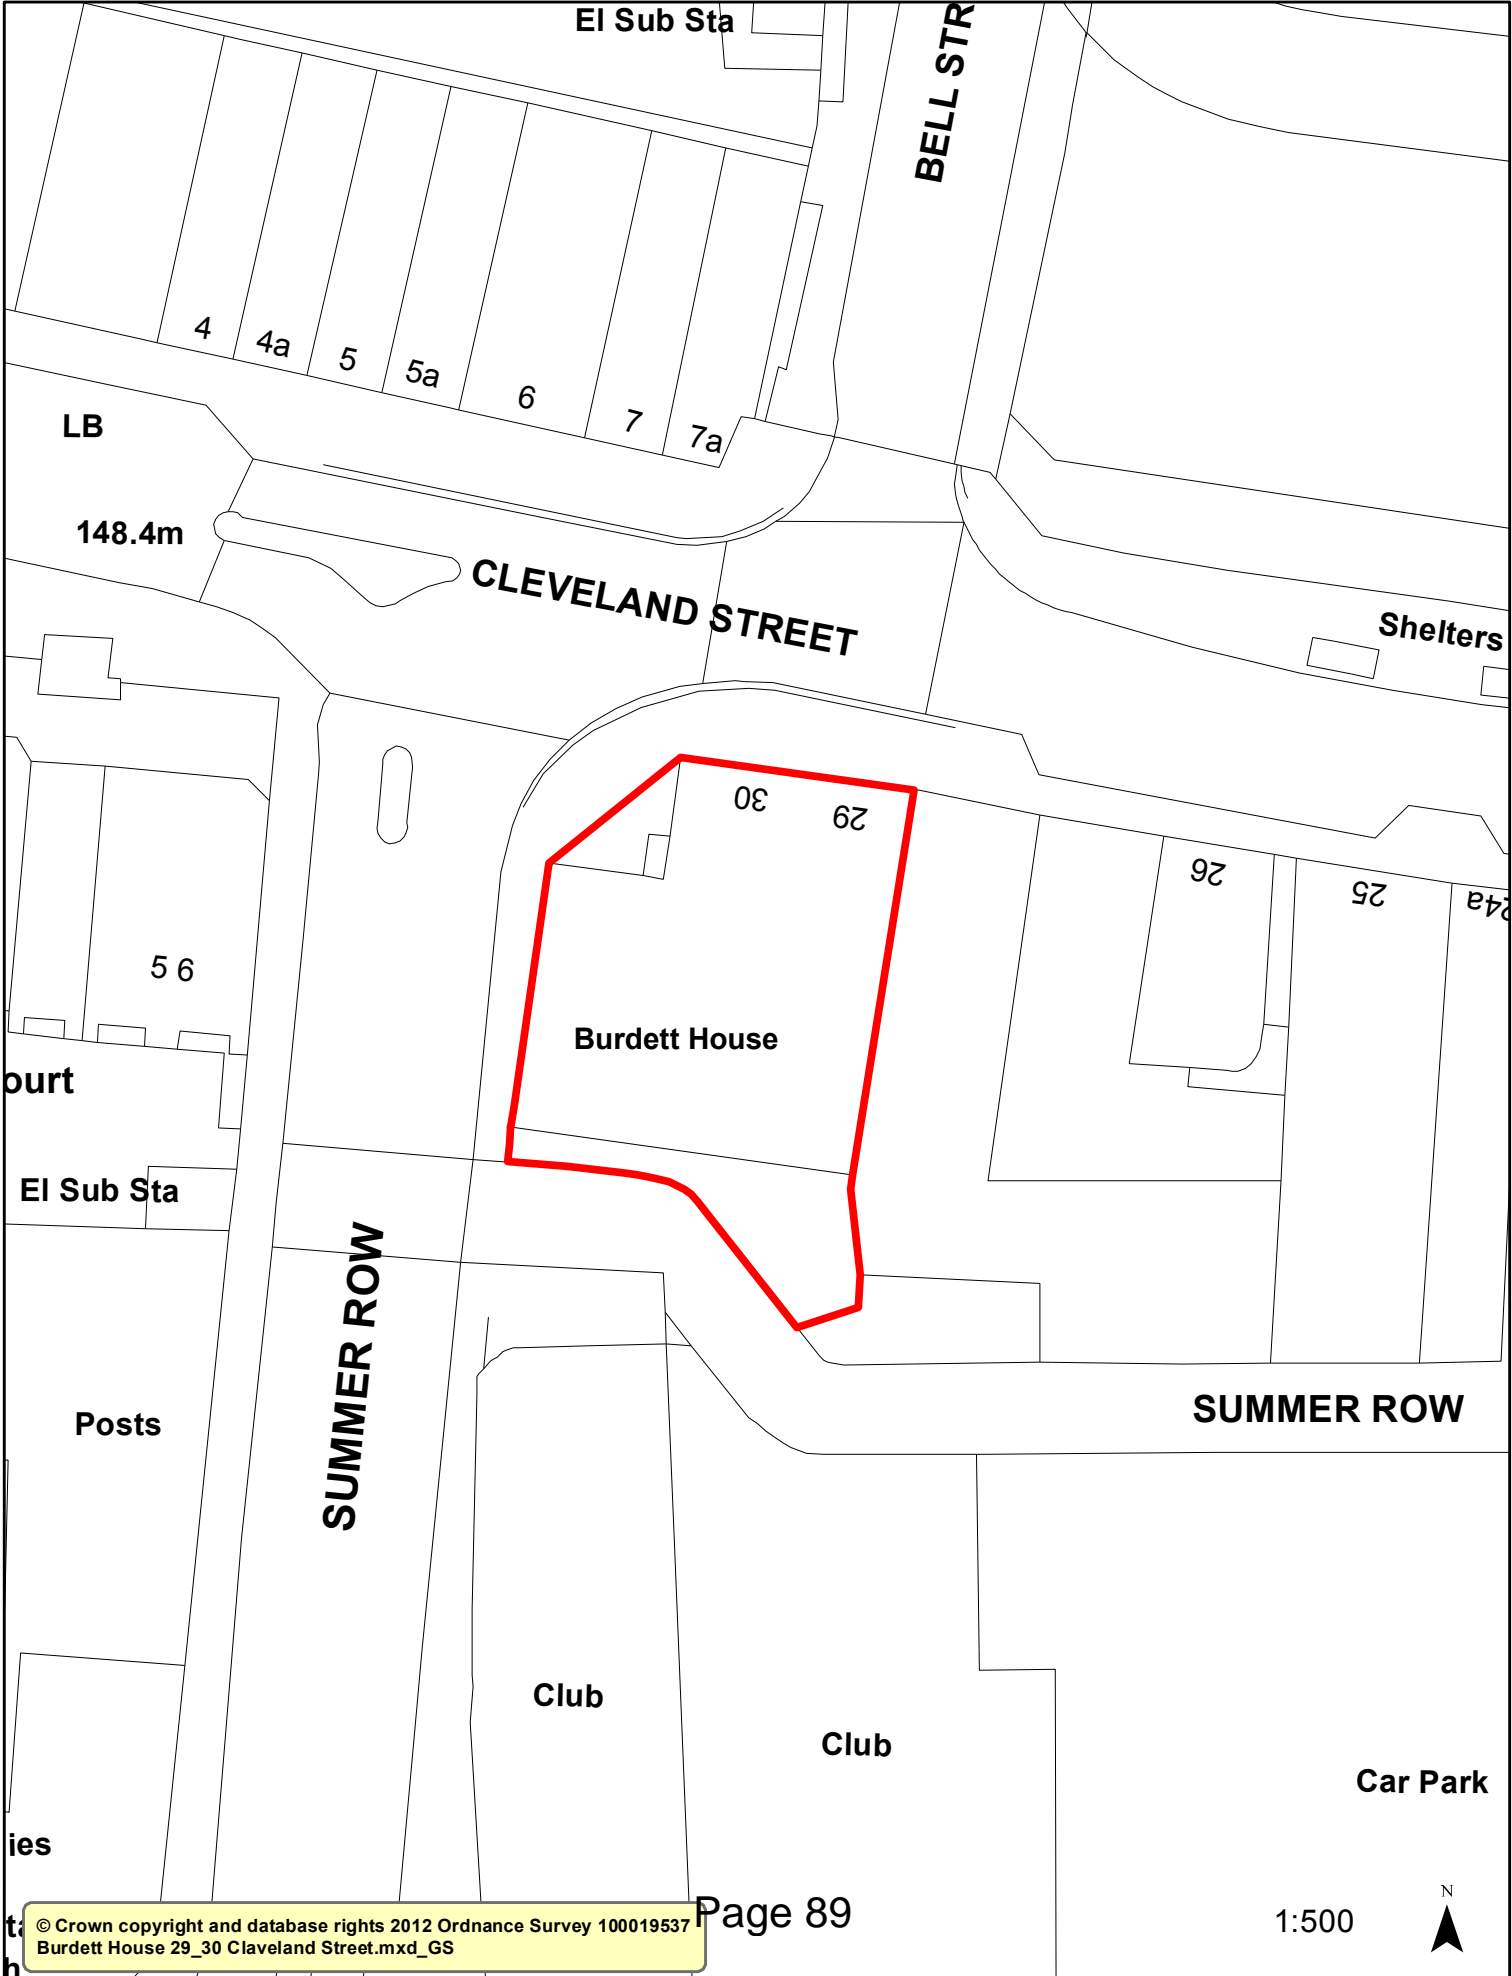 El Sub Sta
BELL STR
4
4a
5
5a
6
7
7a
LB
148.4m
CLEVELAND STREET
Shelters
30
29
26
25
24a
5 6
Burdett House
ourt
El Sub Sta
SUMMER ROW
SUMMER ROW
Posts
Club
Club
Car Park
ies
Page 89
1:500
N
© Crown copyright and database rights 2012 Ordnance Survey 100019537
Burdett House 29_30 Claveland Street.mxd_GS